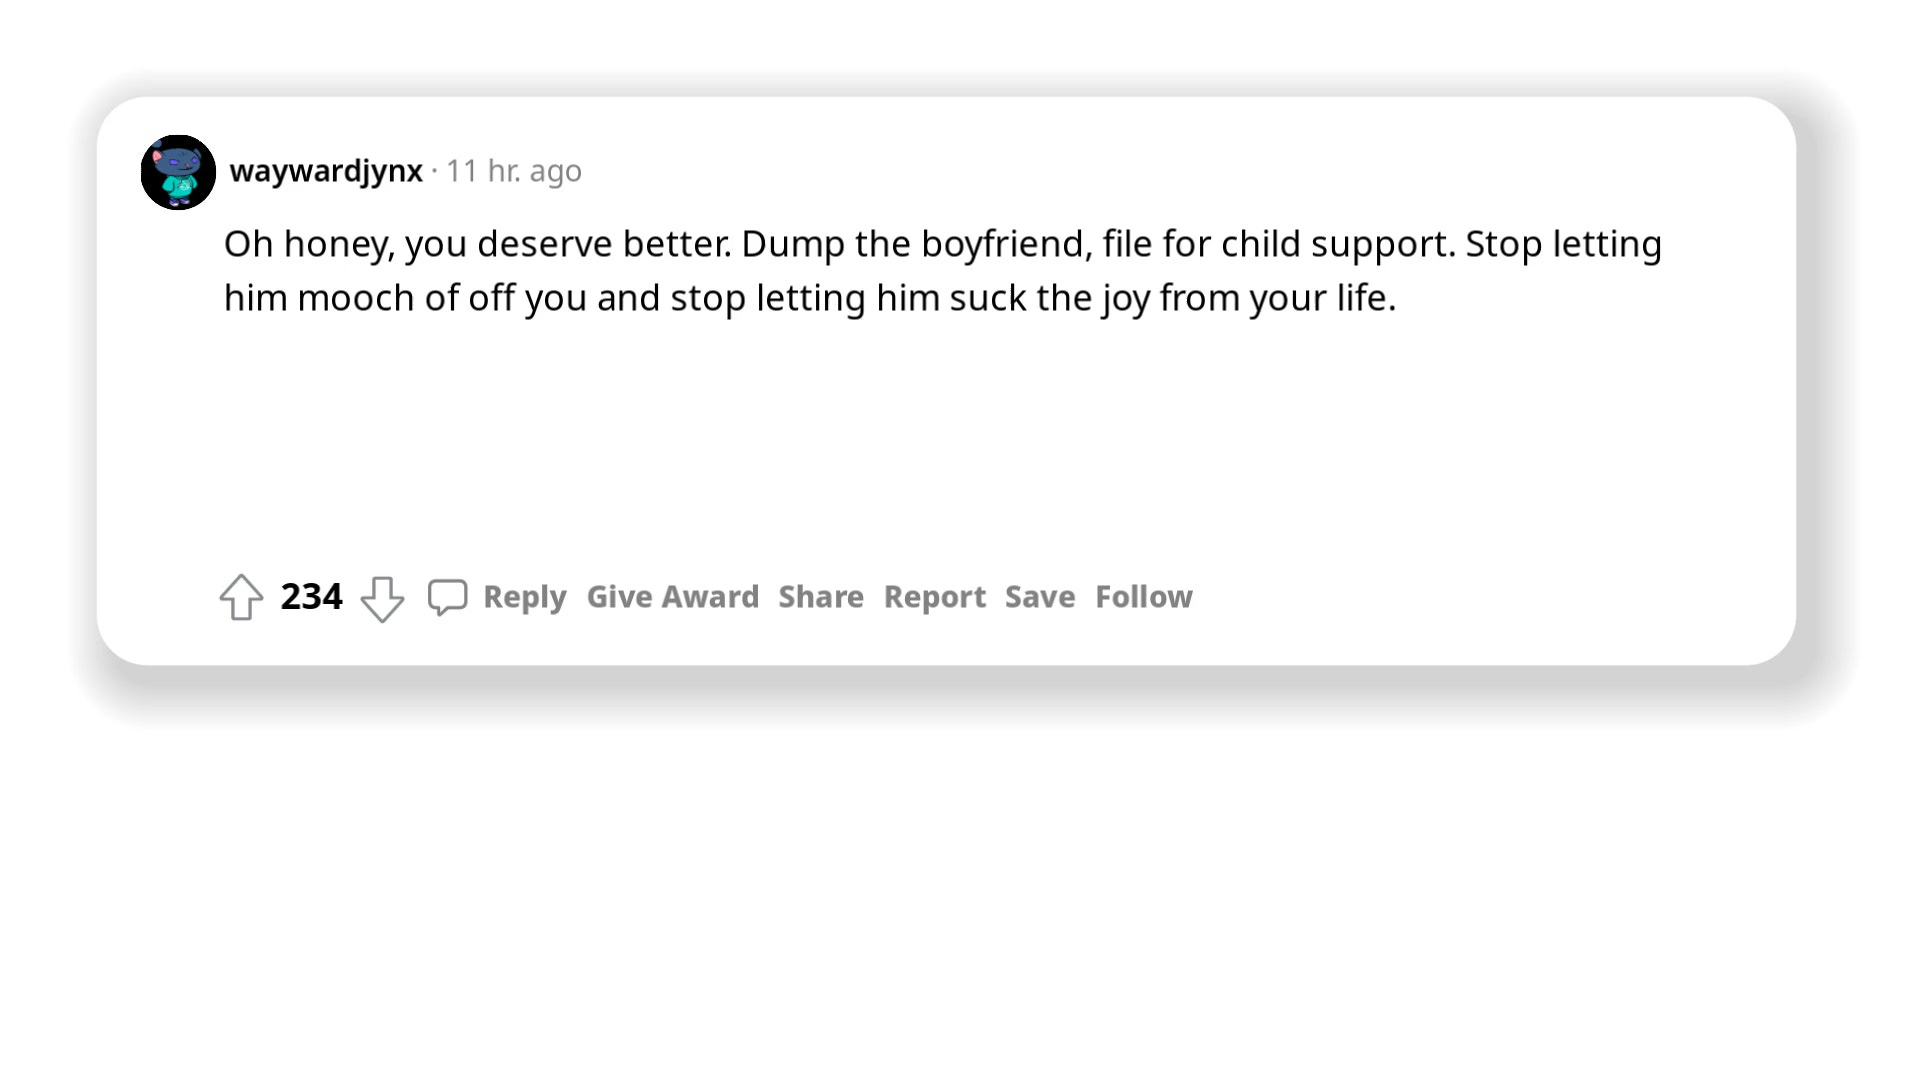 waywardjynx · 11 hr. ago
Oh honey, you deserve better. Dump the boyfriend, file for child support. Stop letting
him mooch of off you and stop letting him suck the joy from your life.
234 Reply Give Award Share Report Save Follow